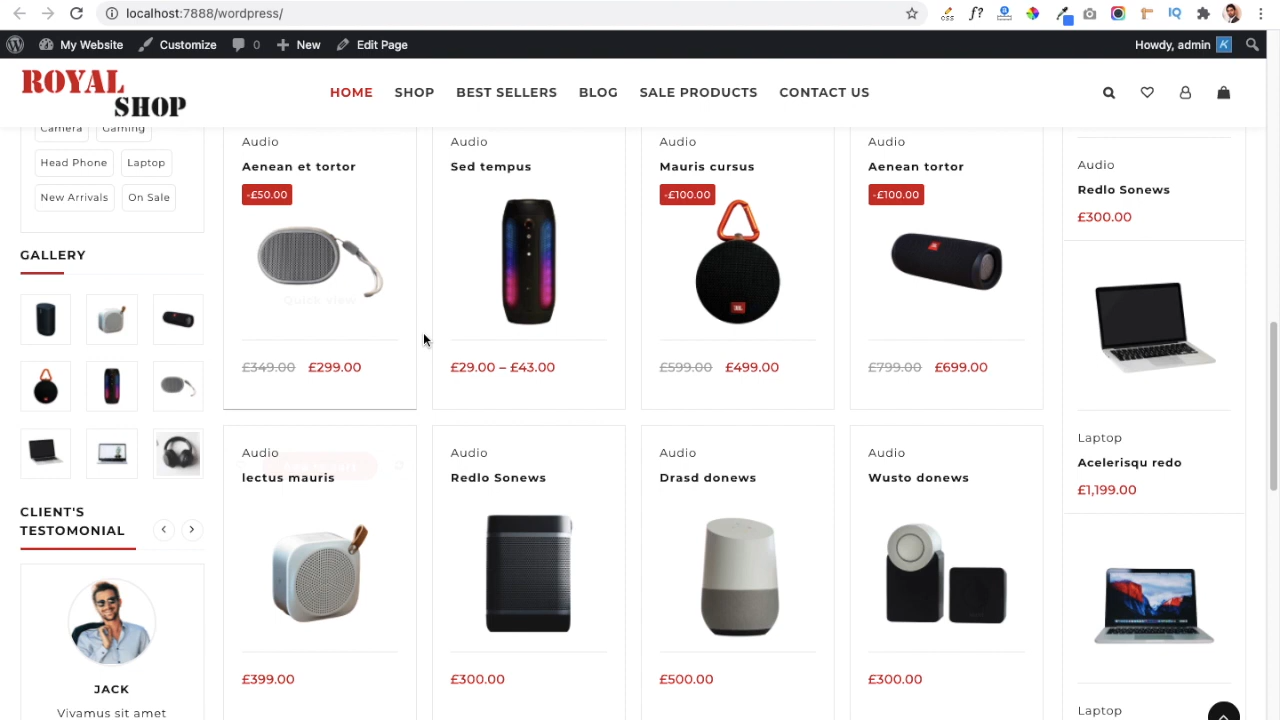 localhost:7888/wordpress/
My Website
Customize
0
New
Edit Page
Howdy, admin
ROYAL
SHOP
HOME
SHOP
BEST SELLERS
BLOG
SALE PRODUCTS
CONTACT US
Camera
Gaming
Head Phone
Laptop
New Arrivals
On Sale
GALLERY
CLIENT'S
TESTOMONIAL
JACK
Vivamus sit amet
Audio
Aenean et tortor
-£50.00
Quick view
£349.00 £299.00
Audio
Sed tempus
£29.00 – £43.00
Audio
Mauris cursus
-£100.00
JBL
£599.00 £499.00
Audio
Aenean tortor
-£100.00
JBL
£799.00 £699.00
Audio
lectus mauris
£399.00
Audio
Redlo Sonews
£300.00
Audio
Drasd donews
£500.00
Audio
Wusto donews
£300.00
Audio
Redlo Sonews
£300.00
Laptop
Acelerisqu redo
£1,199.00
Laptop